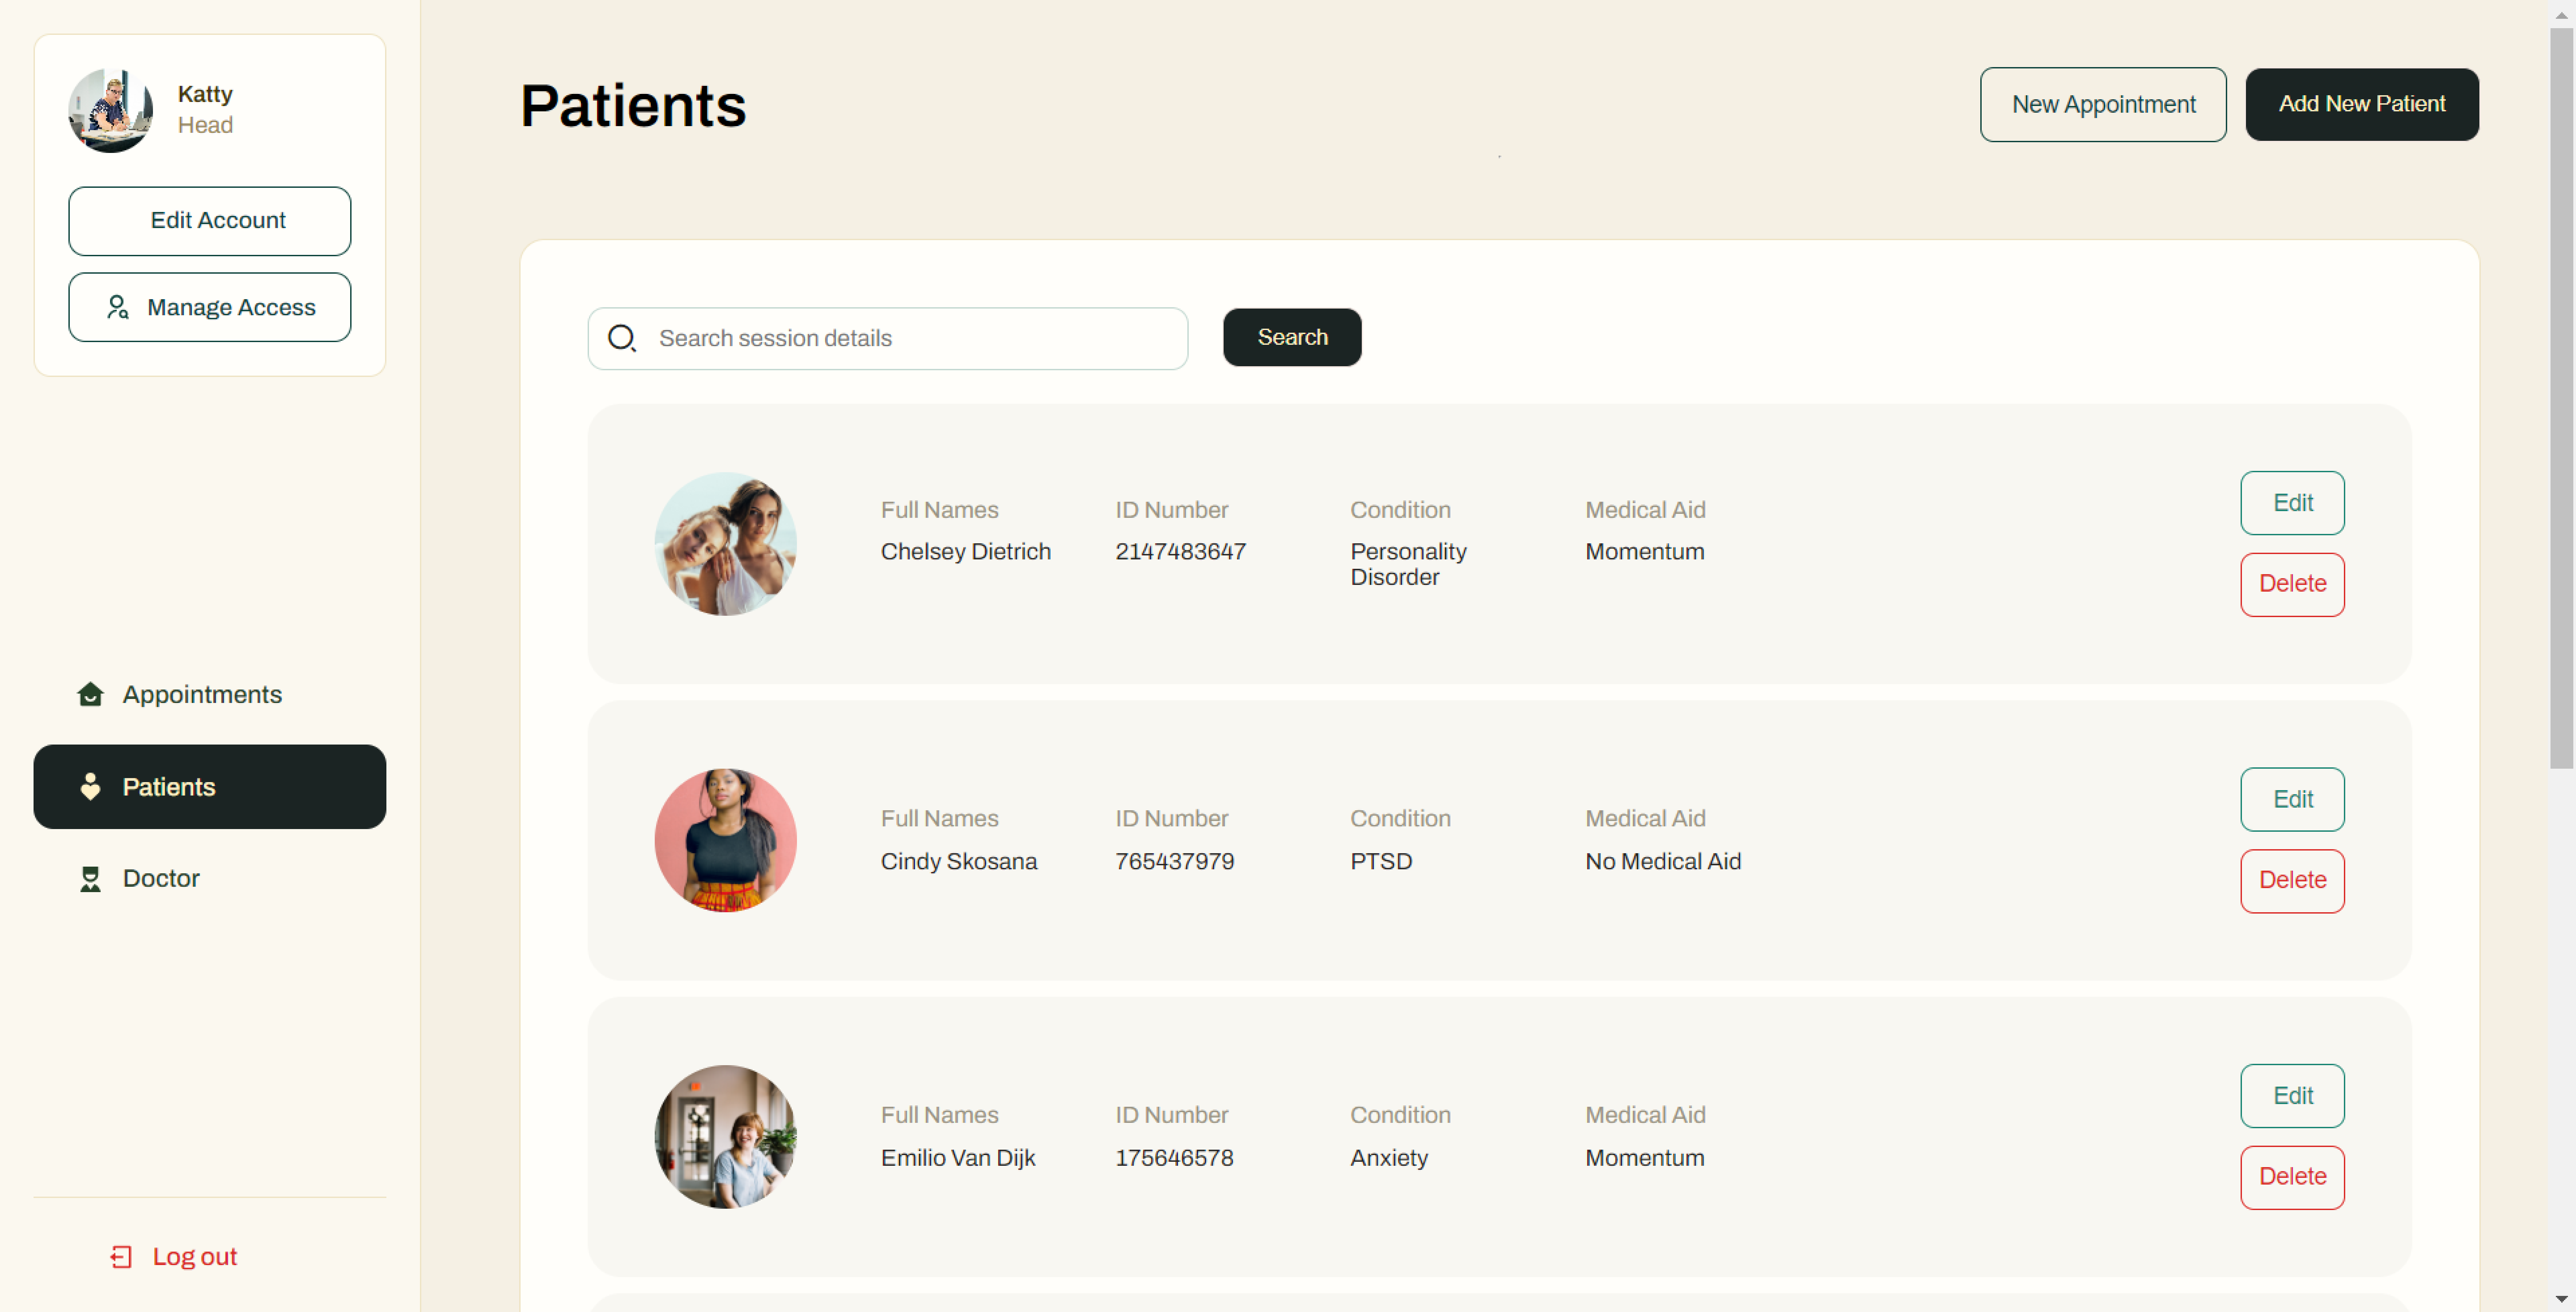 Katty
Head
Edit Account
Manage Access
Appointments
Patients
Doctor
Log out
Patients
New Appointment
Add New Patient
Search session details
Search
Full Names
ID Number
Condition
Medical Aid
Chelsey Dietrich
2147483647
Personality
Disorder
Momentum
Edit
Delete
Full Names
ID Number
Condition
Medical Aid
Cindy Skosana
765437979
PTSD
No Medical Aid
Edit
Delete
Full Names
ID Number
Condition
Medical Aid
Emilio Van Dijk
175646578
Anxiety
Momentum
Edit
Delete